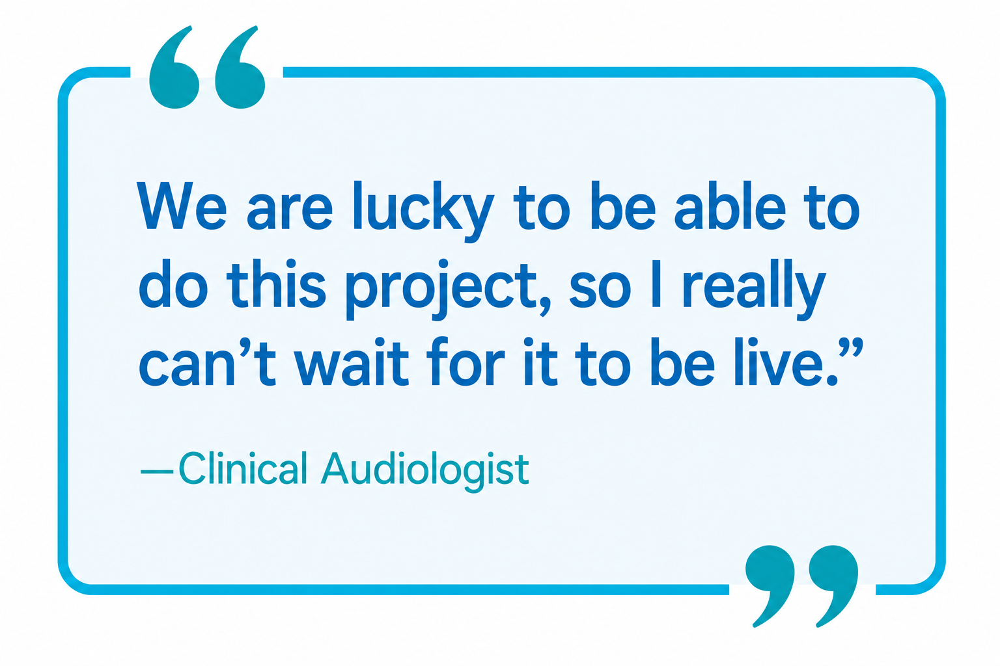 “
We are lucky to be able to
do this project, so I really
can’t wait for it to be live.”
—Clinical Audiologist
”